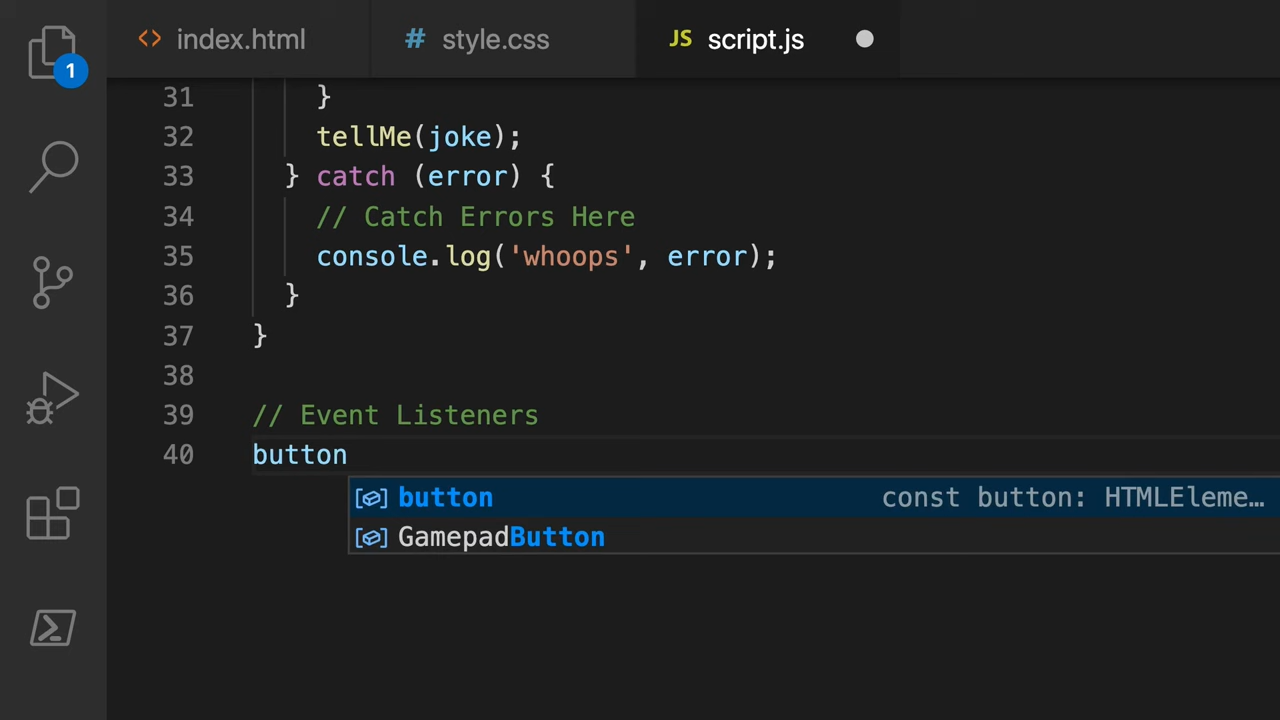 <> index.html # style.css JS script.js
1
31 }
32 tellMe(joke);
33 } catch (error) {
34 // Catch Errors Here
35 console.log('whoops', error);
36 }
37 }
38
39 // Event Listeners
40 button
button const button: HTMLEleme…
GamepadButton